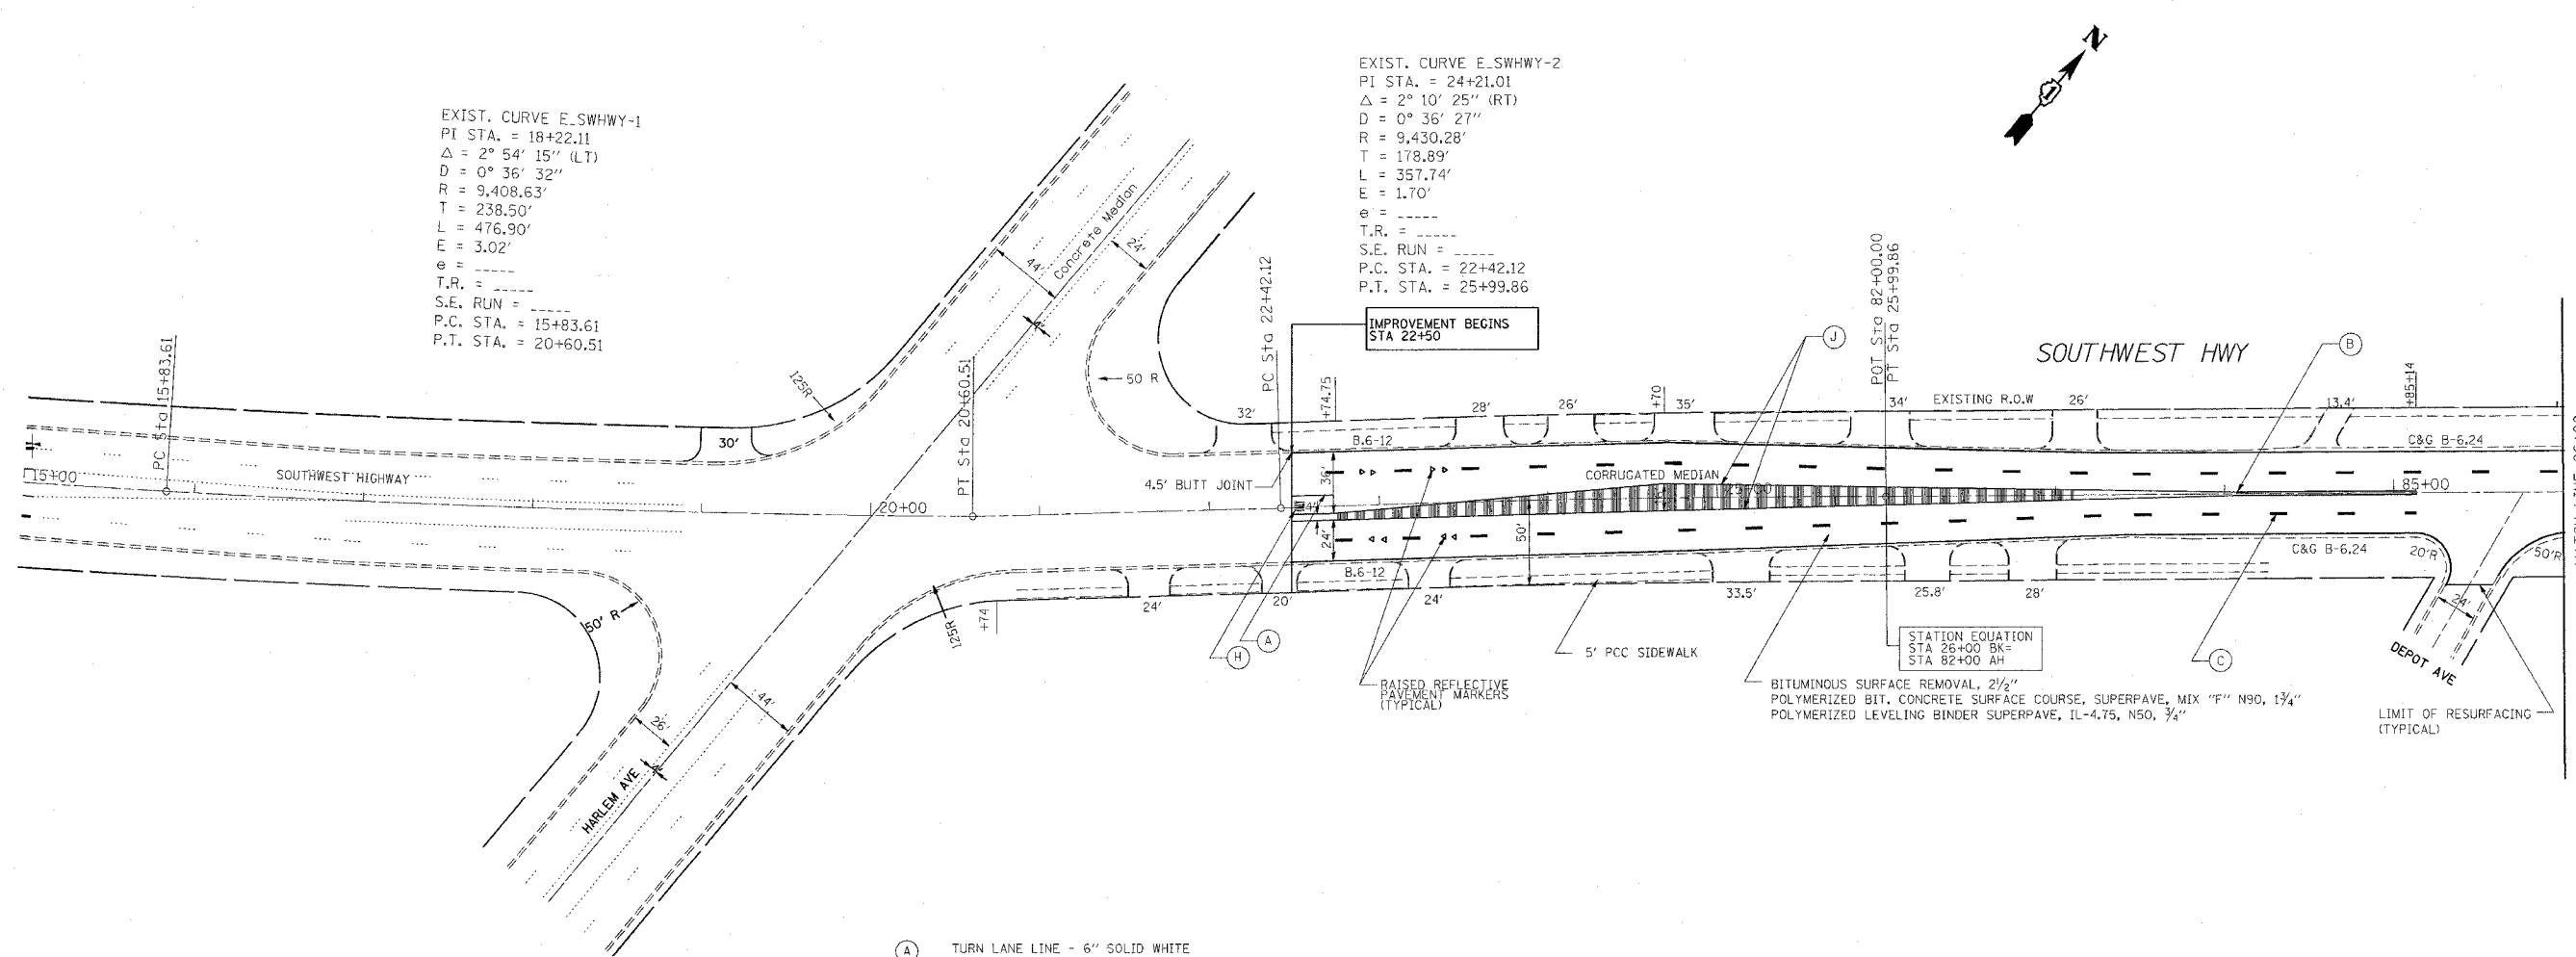 N
EXIST. CURVE E_SWHWY-1
PI STA. = 18+22.11
Δ = 2° 54' 15" (LT)
D = 0° 36' 32"
R = 9,408.63'
T = 238.50'
L = 476.90'
E = 3.02'
e = _____
T.R. = _____
S.E. RUN = _____
P.C. STA. = 15+83.61
P.T. STA. = 20+60.51
EXIST. CURVE E_SWHWY-2
PI STA. = 24+21.01
Δ = 2° 10' 25" (RT)
D = 0° 36' 27"
R = 9,430.28'
T = 178.89'
L = 357.74'
E = 1.70'
e = _____
T.R. = _____
S.E. RUN = _____
P.C. STA. = 22+42.12
P.T. STA. = 25+99.86
IMPROVEMENT BEGINS
STA 22+50
PC Sta 15+83.61
PT Sta 20+60.51
PC Sta 22+42.12
POT Sta 82+00.00
PT Sta 25+99.86
SOUTHWEST HWY
J
B
Concrete Median
44'
24'
4'
125R
50 R
30'
32'
+74.75
28'
26'
+70
35'
34'
EXISTING R.O.W
26'
13.4'
+85+14
B.6-12
C&G B-6.24
15+00
SOUTHWEST HIGHWAY
20+00
4.5' BUTT JOINT
36'
CORRUGATED MEDIAN
25+00
85+00
4'
24'
50'
B.6-12
C&G B-6.24
20'R
50'R
24'
DEPOT AVE
50' R
125R
+74
24'
20'
24'
33.5'
25.8'
28'
H
A
5' PCC SIDEWALK
STATION EQUATION
STA 26+00 BK=
STA 82+00 AH
C
RAISED REFLECTIVE
PAVEMENT MARKERS
(TYPICAL)
BITUMINOUS SURFACE REMOVAL, 2½"
POLYMERIZED BIT. CONCRETE SURFACE COURSE, SUPERPAVE, MIX "F" N90, 1¾"
POLYMERIZED LEVELING BINDER SUPERPAVE, IL-4.75, N50, ¾"
LIMIT OF RESURFACING
(TYPICAL)
44'
26'
4'
HARLEM AVE
A TURN LANE LINE - 6" SOLID WHITE